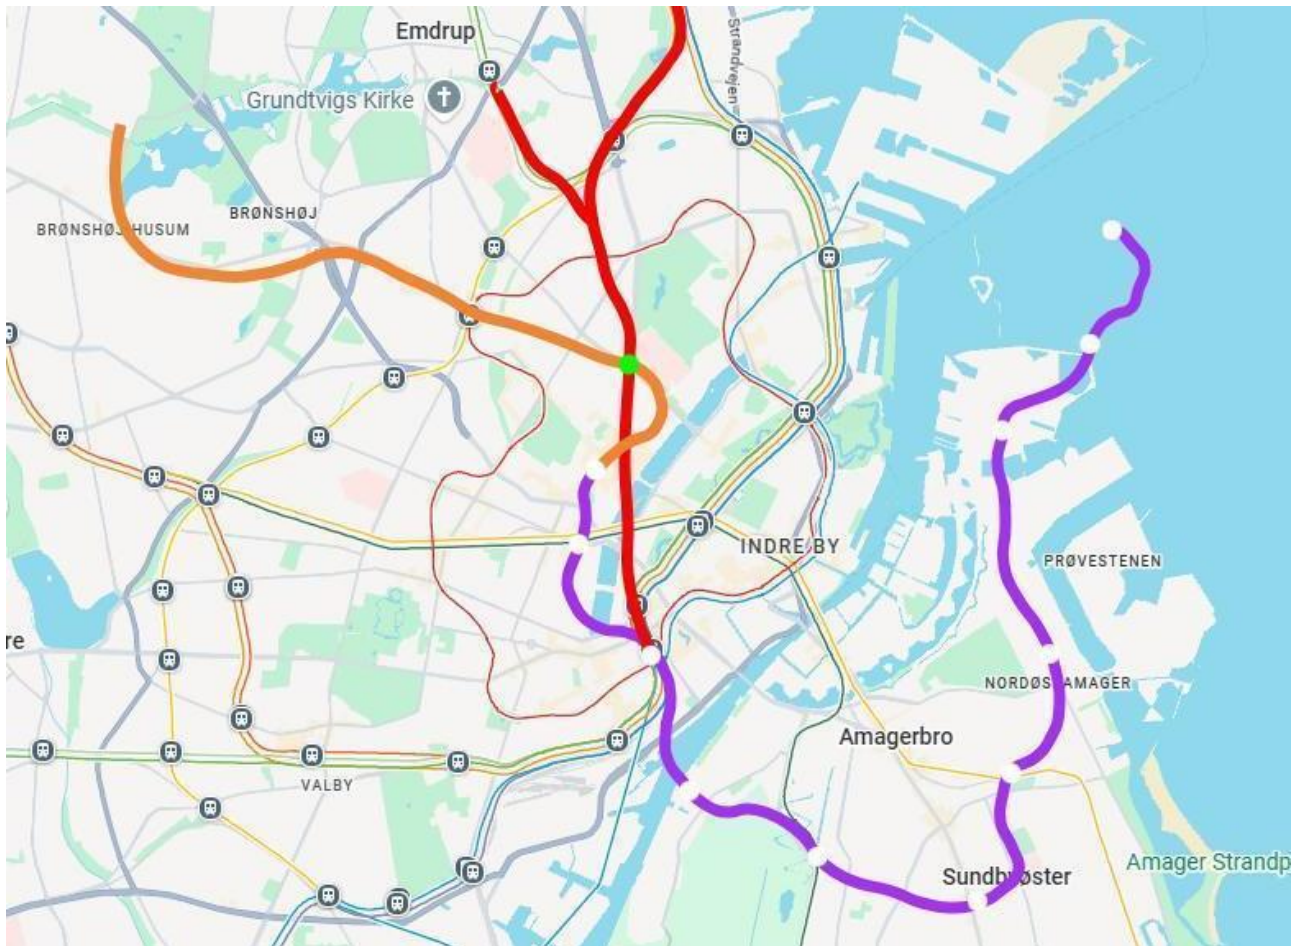 Emdrup
Strandvejen
Grundtvigs Kirke
BRØNSHØJ
BRØNSHØJ-HUSUM
INDRE BY
PRØVESTENEN
re
NORDØSTAMAGER
Amagerbro
VALBY
Amager Strandp
Sundbyøster